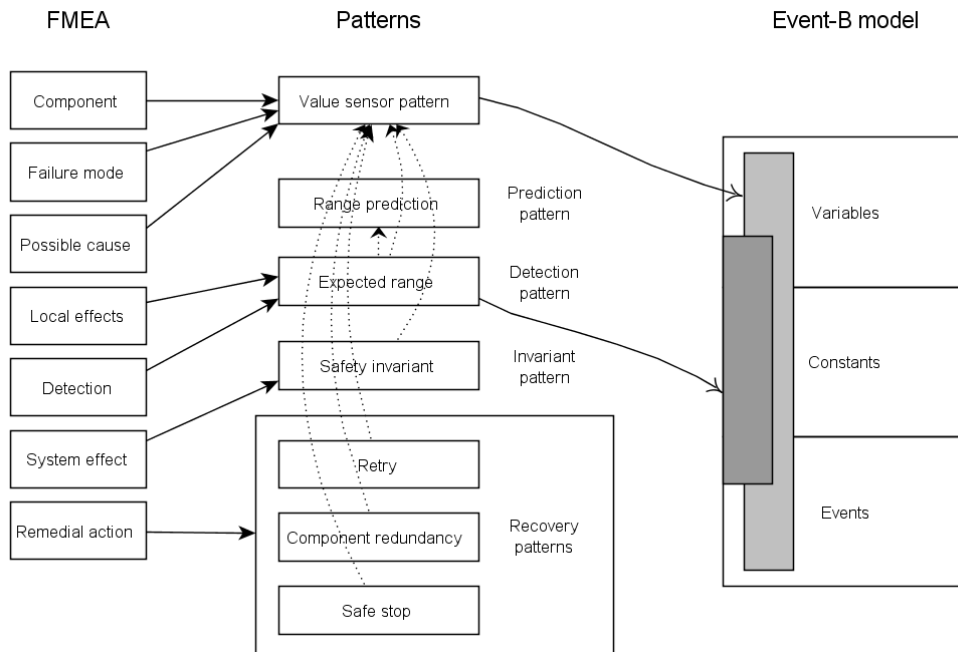 FMEA
Patterns
Event-B model
Component
Value sensor pattern
Failure mode
Range prediction
Prediction
pattern
Variables
Possible cause
Expected range
Detection
pattern
Local effects
Safety invariant
Invariant
pattern
Constants
Detection
System effect
Retry
Remedial action
Component redundancy
Recovery
patterns
Events
Safe stop